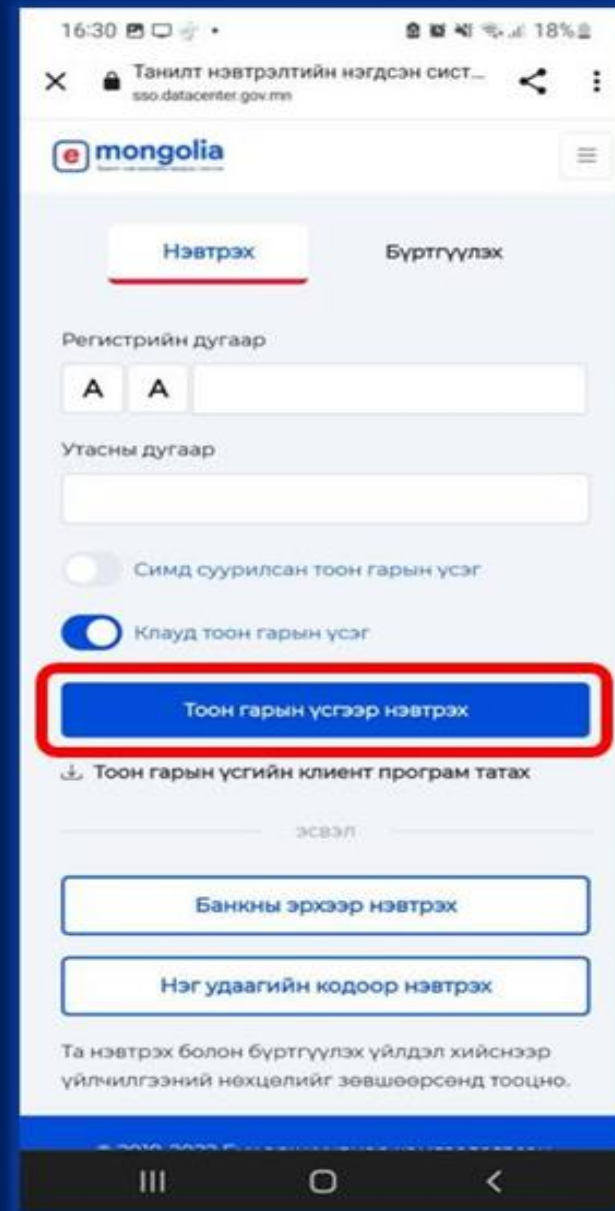 16:30 18%
Танилт нэвтрэлтийн нэгдсэн сист...
sso.datacenter.gov.mn
e mongolia
Нэвтрэх Бүртгүүлэх
Регистрийн дугаар
А А
Утасны дугаар
Симд суурилсан тоон гарын үсэг
Клауд тоон гарын үсэг
Тоон гарын үсгээр нэвтрэх
Тоон гарын үсгийн клиент програм татах
эсвэл
Банкны эрхээр нэвтрэх
Нэг удаагийн кодоор нэвтрэх
Та нэвтрэх болон бүртгүүлэх үйлдэл хийснээр
үйлчилгээний нөхцөлийг зөвшөөрсөнд тооцно.